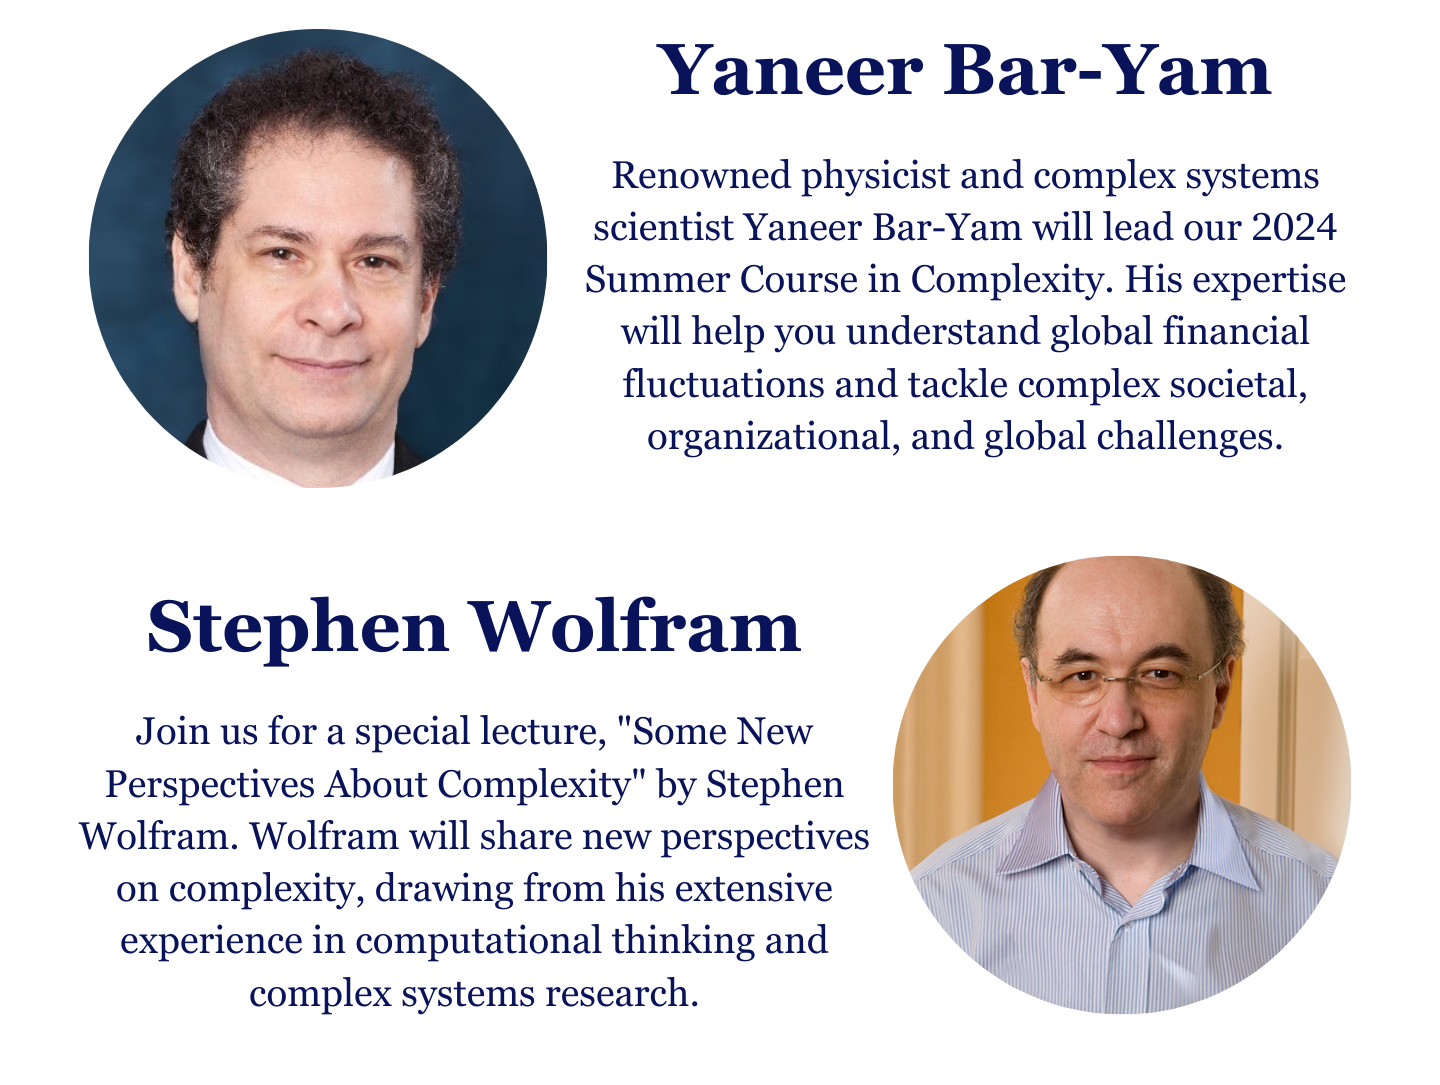 Yaneer Bar-Yam
Renowned physicist and complex systems
scientist Yaneer Bar-Yam will lead our 2024
Summer Course in Complexity. His expertise
will help you understand global financial
fluctuations and tackle complex societal,
organizational, and global challenges.
Stephen Wolfram
Join us for a special lecture, "Some New
Perspectives About Complexity" by Stephen
Wolfram. Wolfram will share new perspectives
on complexity, drawing from his extensive
experience in computational thinking and
complex systems research.